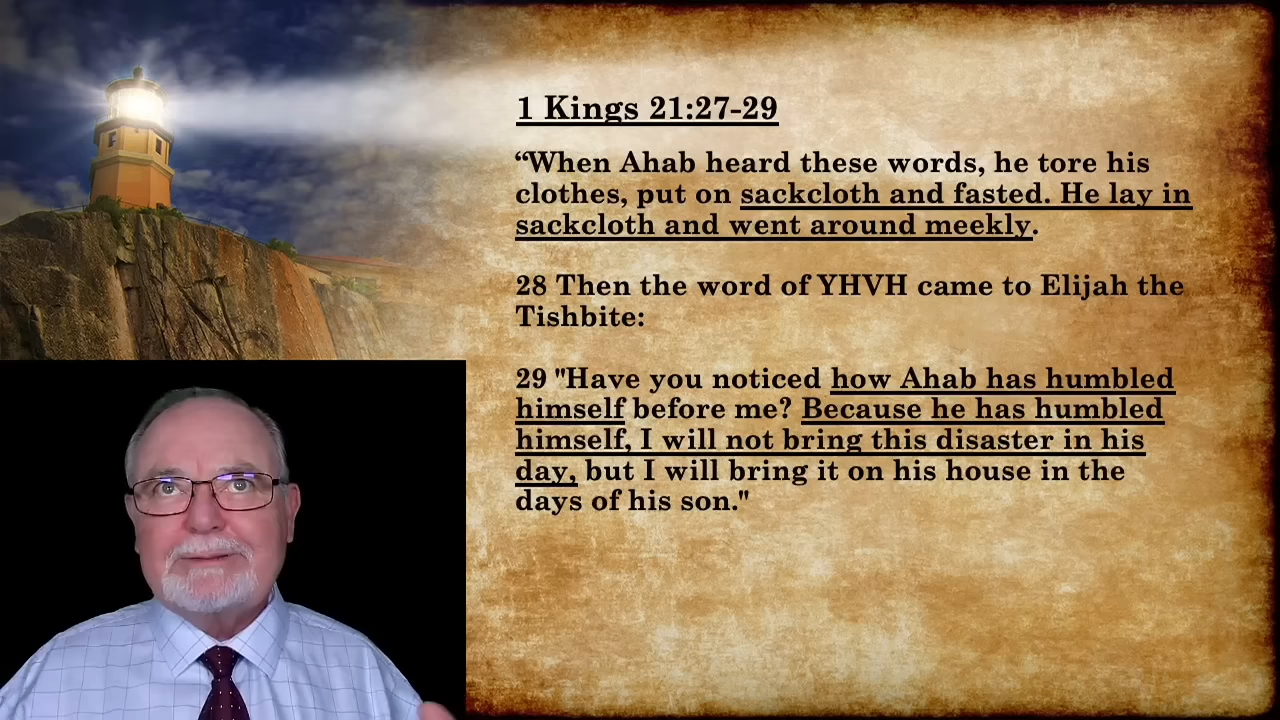 1 Kings 21:27-29
“When Ahab heard these words, he tore his
clothes, put on sackcloth and fasted. He lay in
sackcloth and went around meekly.
28 Then the word of YHVH came to Elijah the
Tishbite:
29 "Have you noticed how Ahab has humbled
himself before me? Because he has humbled
himself, I will not bring this disaster in his
day, but I will bring it on his house in the
days of his son."